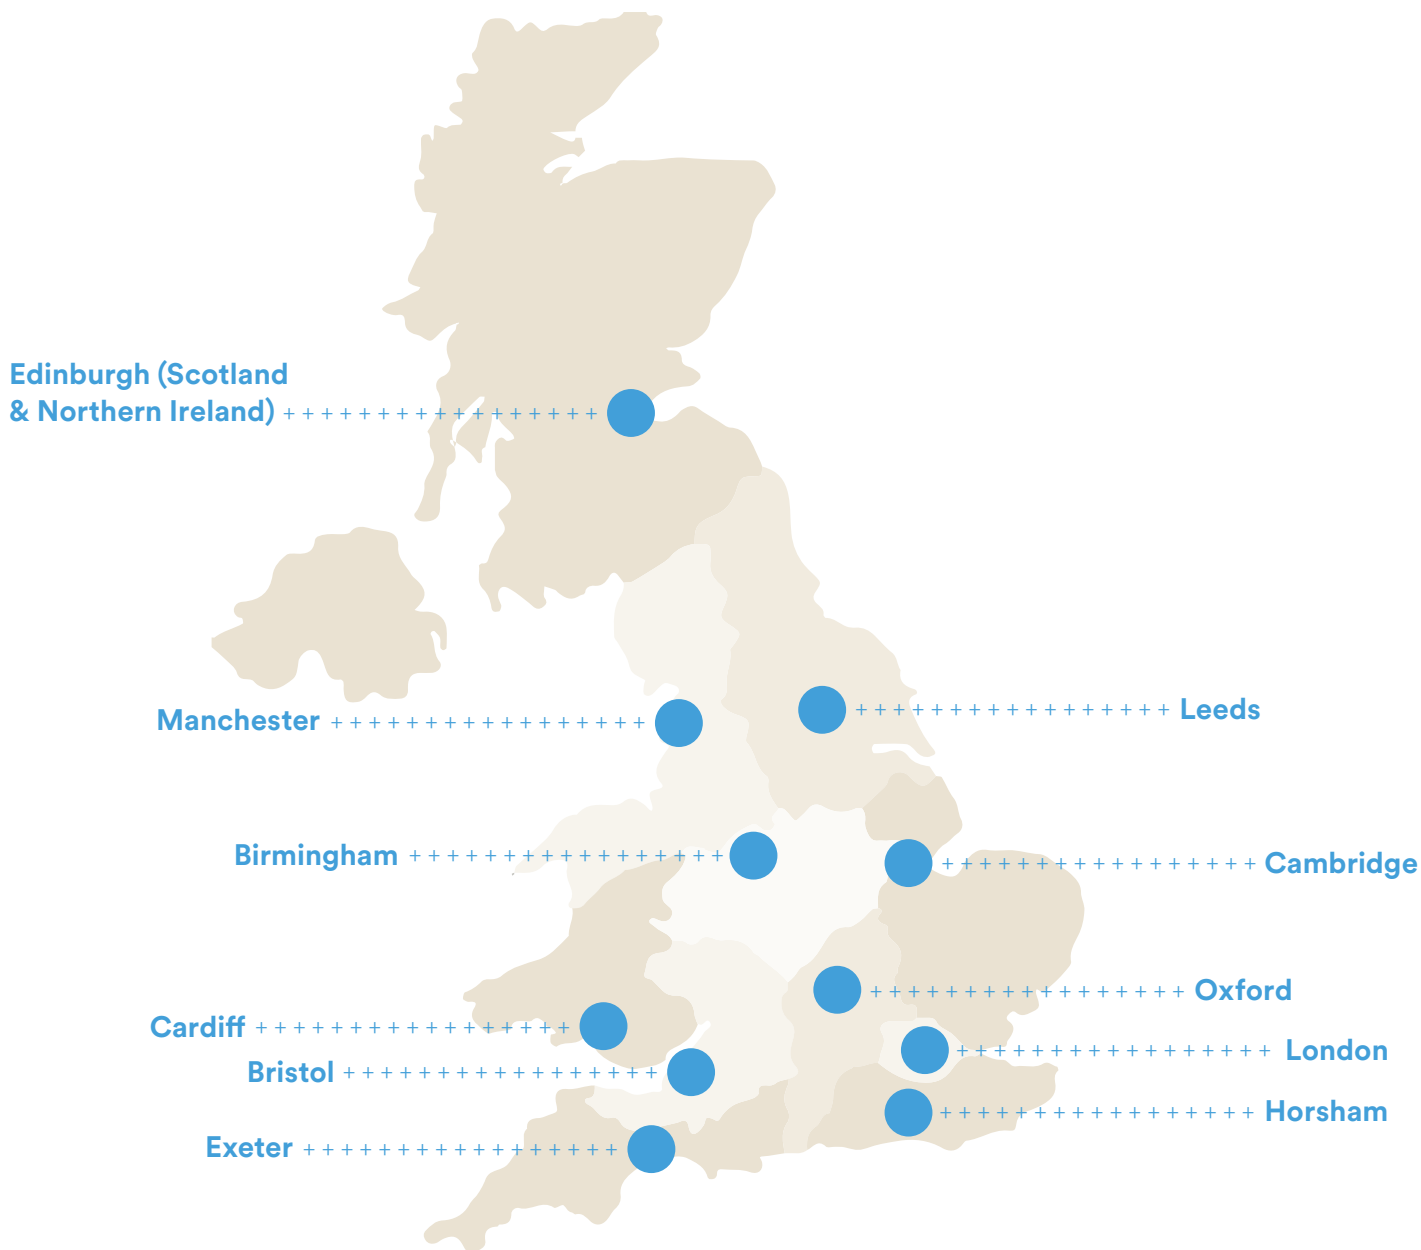 Edinburgh (Scotland
& Northern Ireland)
Manchester
Leeds
Birmingham
Cambridge
Oxford
Cardiff
London
Bristol
Horsham
Exeter